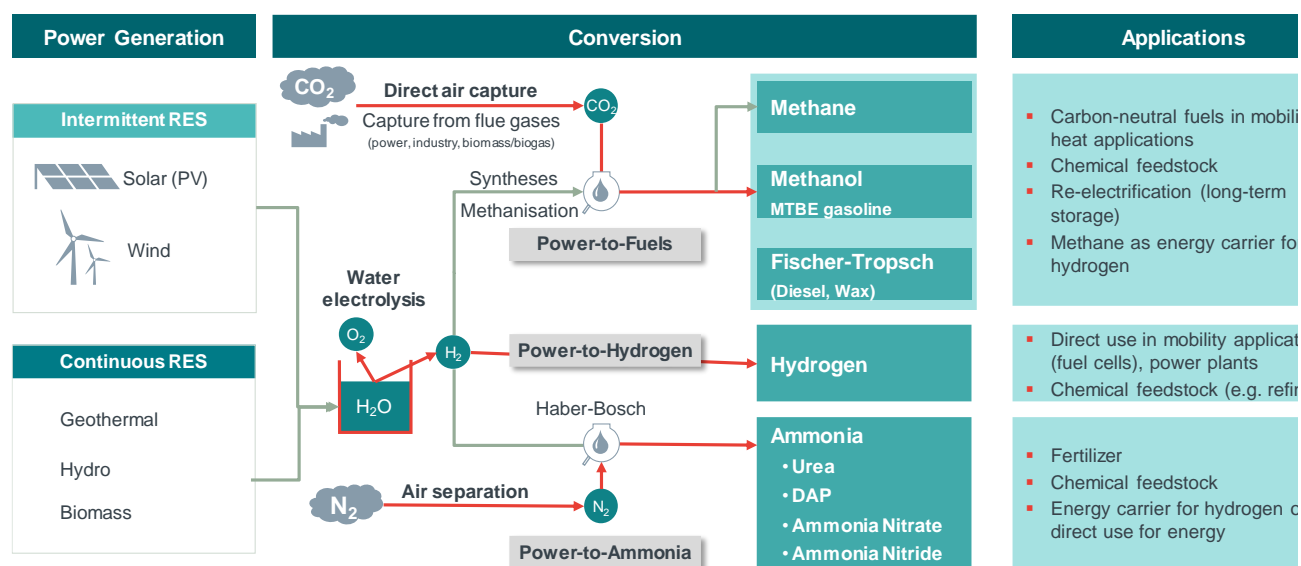 Power Generation
Conversion
Applications
Intermittent RES
Solar (PV)
Wind
Continuous RES
Geothermal
Hydro
Biomass
CO₂
Direct air capture
Capture from flue gases
(power, industry, biomass/biogas)
CO₂
Syntheses
Methanisation
Power-to-Fuels
Water
electrolysis
O₂
H₂
H₂O
Power-to-Hydrogen
Haber-Bosch
N₂
Air separation
N₂
Power-to-Ammonia
Methane
Methanol
MTBE gasoline
Fischer-Tropsch
(Diesel, Wax)
Hydrogen
Ammonia
• Urea
• DAP
• Ammonia Nitrate
• Ammonia Nitride
▪ Carbon-neutral fuels in
heat applications
▪ Chemical feedstock
▪ Re-electrification (long-term
storage)
▪ Methane as energy carrier
hydrogen
▪ Direct use in mobility
(fuel cells), power plants
▪ Chemical feedstock (e.g.
▪ Fertilizer
▪ Chemical feedstock
▪ Energy carrier for hydrogen
direct use for energy